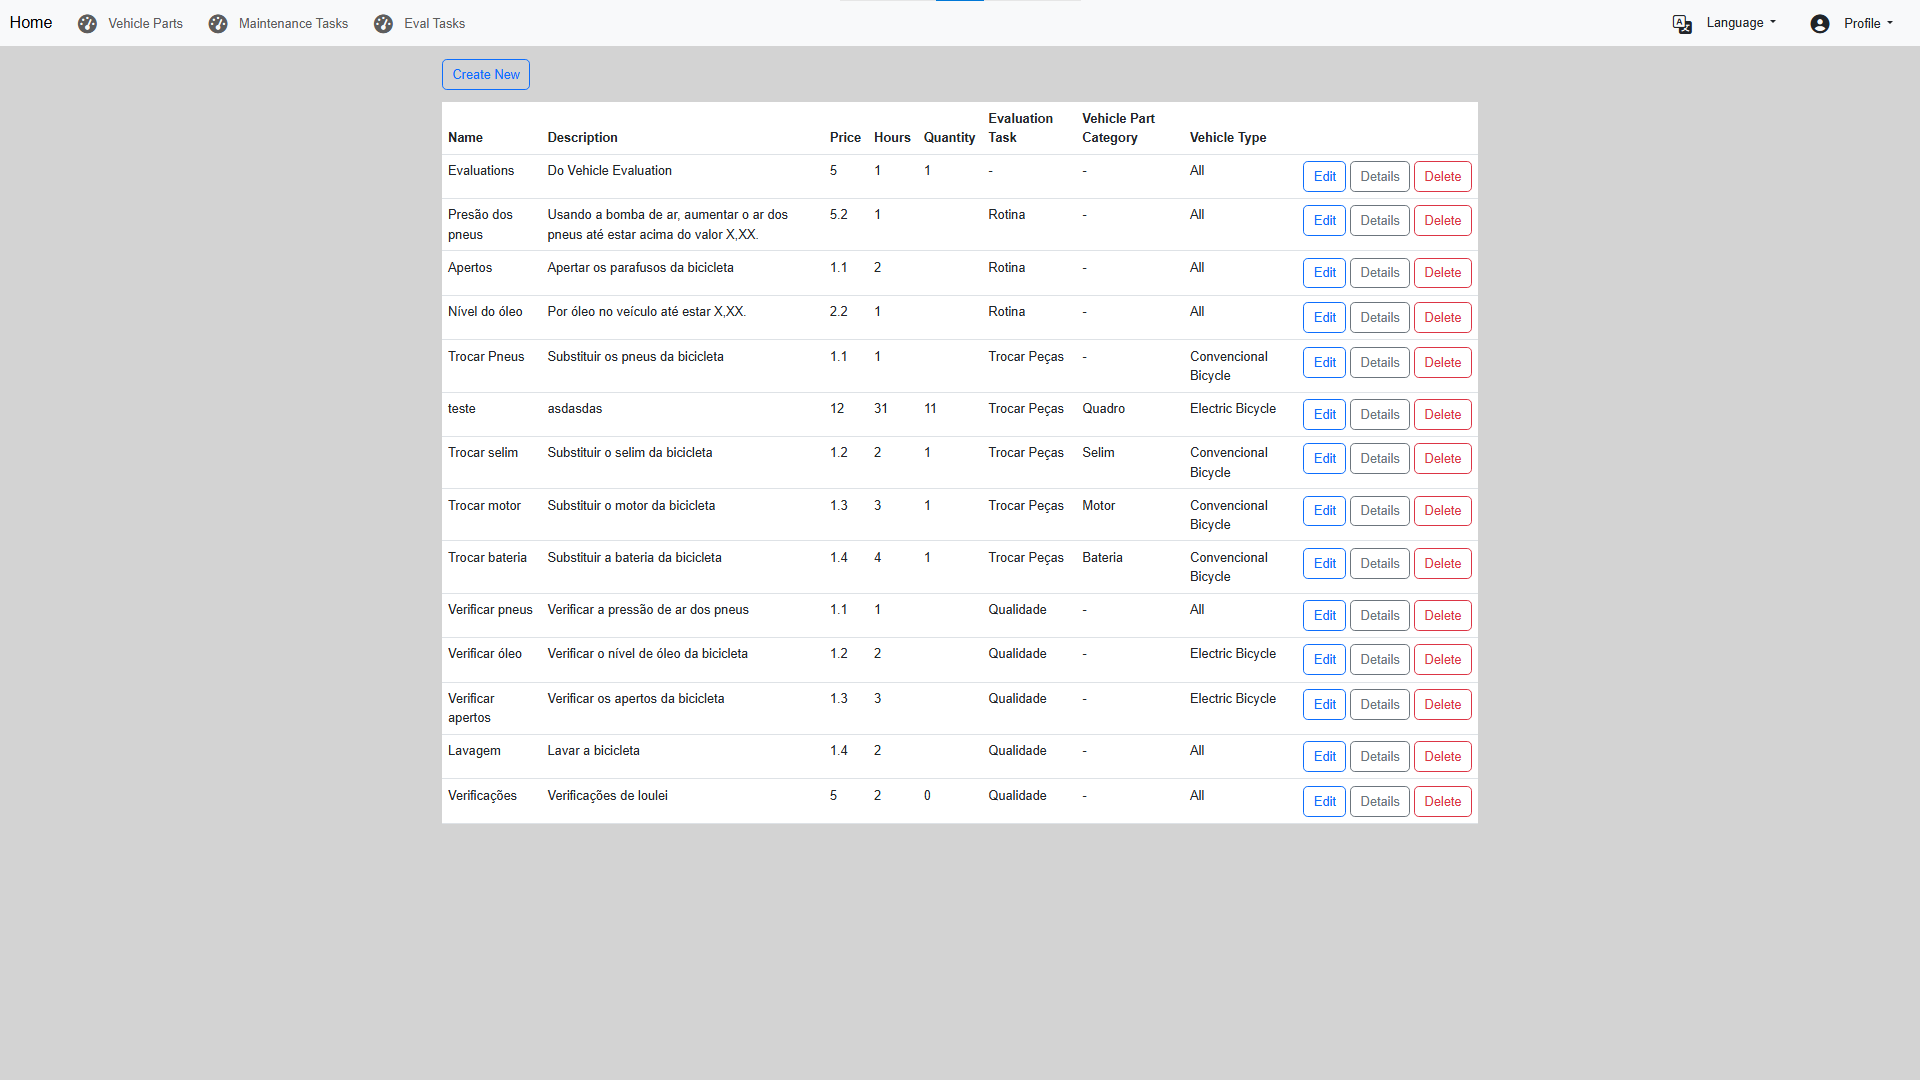 Home Vehicle Parts Maintenance Tasks Eval Tasks Language Profile
Create New
Name Description Price Hours Quantity Evaluation Task Vehicle Part Category Vehicle Type
Evaluations Do Vehicle Evaluation 5 1 1 - - All Edit Details Delete
Presão dos pneus Usando a bomba de ar, aumentar o ar dos pneus até estar acima do valor X,XX. 5.2 1 Rotina - All Edit Details Delete
Apertos Apertar os parafusos da bicicleta 1.1 2 Rotina - All Edit Details Delete
Nível do óleo Por óleo no veículo até estar X,XX. 2.2 1 Rotina - All Edit Details Delete
Trocar Pneus Substituir os pneus da bicicleta 1.1 1 Trocar Peças - Convencional Bicycle Edit Details Delete
teste asdasdas 12 31 11 Trocar Peças Quadro Electric Bicycle Edit Details Delete
Trocar selim Substituir o selim da bicicleta 1.2 2 1 Trocar Peças Selim Convencional Bicycle Edit Details Delete
Trocar motor Substituir o motor da bicicleta 1.3 3 1 Trocar Peças Motor Convencional Bicycle Edit Details Delete
Trocar bateria Substituir a bateria da bicicleta 1.4 4 1 Trocar Peças Bateria Convencional Bicycle Edit Details Delete
Verificar pneus Verificar a pressão de ar dos pneus 1.1 1 Qualidade - All Edit Details Delete
Verificar óleo Verificar o nível de óleo da bicicleta 1.2 2 Qualidade - Electric Bicycle Edit Details Delete
Verificar apertos Verificar os apertos da bicicleta 1.3 3 Qualidade - Electric Bicycle Edit Details Delete
Lavagem Lavar a bicicleta 1.4 2 Qualidade - All Edit Details Delete
Verificações Verificações de loulei 5 2 0 Qualidade - All Edit Details Delete